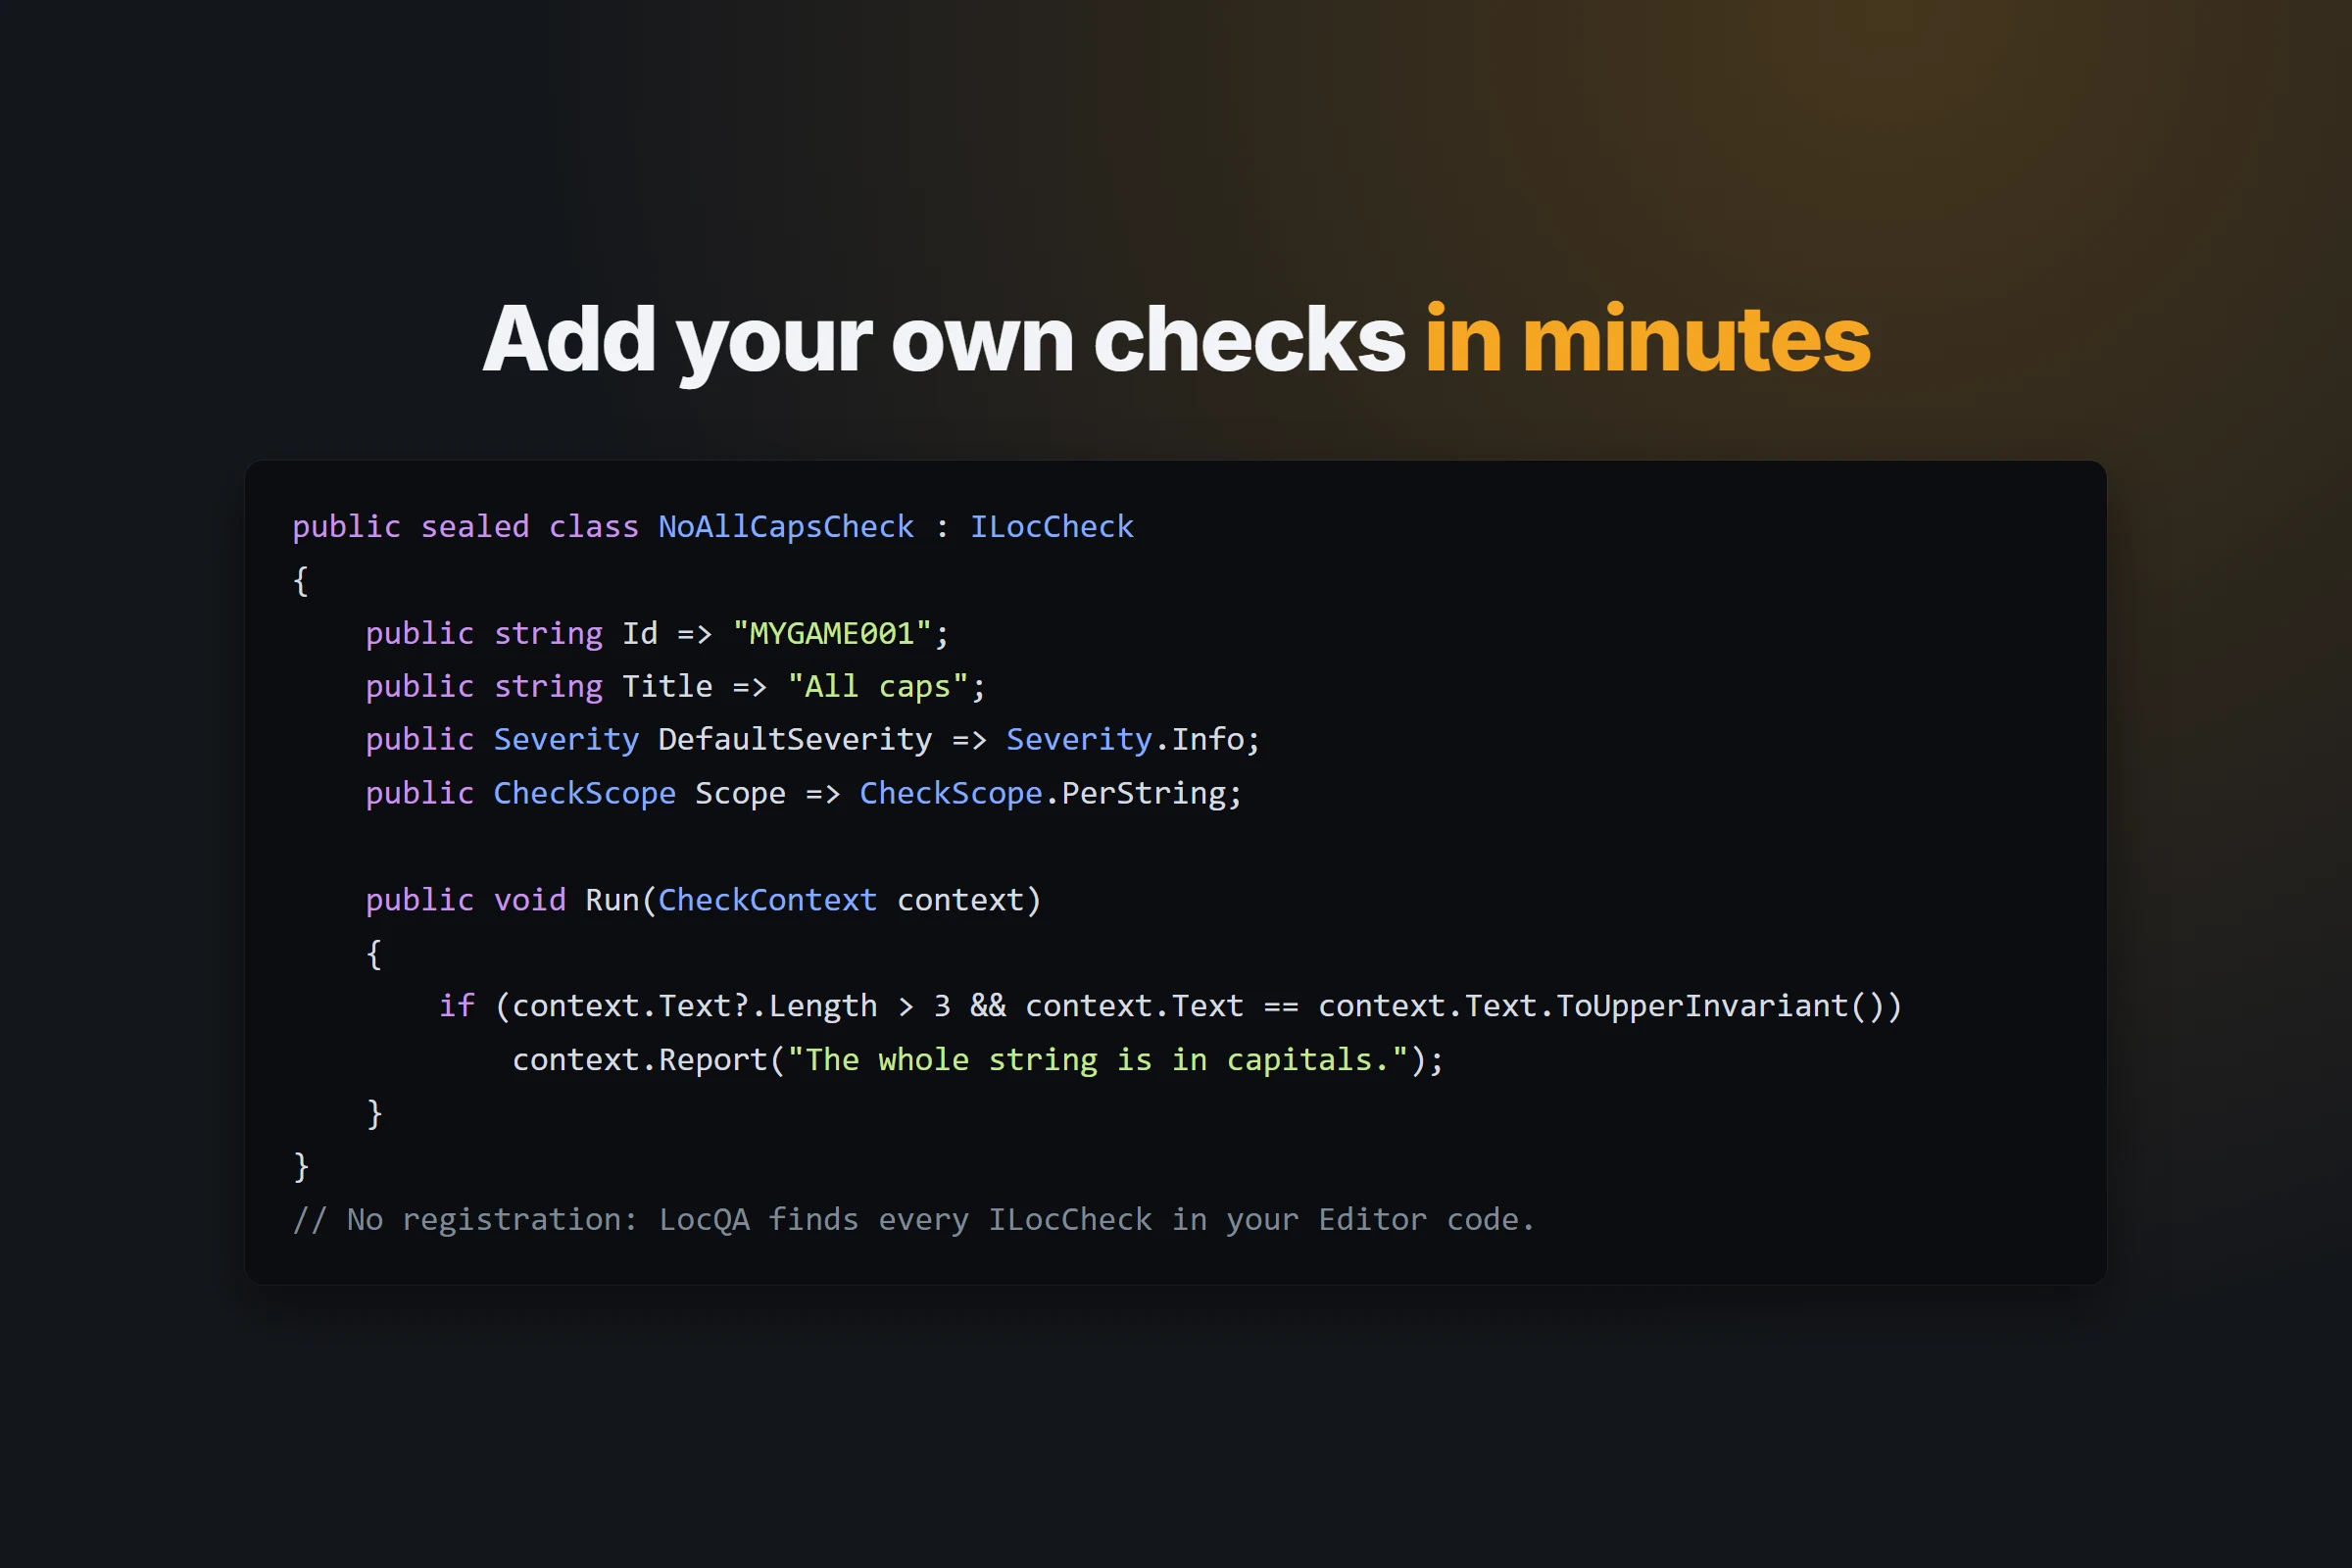 Add your own checks in minutes
public sealed class NoAllCapsCheck : ILocCheck
{
    public string Id => "MYGAME001";
    public string Title => "All caps";
    public Severity DefaultSeverity => Severity.Info;
    public CheckScope Scope => CheckScope.PerString;

    public void Run(CheckContext context)
    {
        if (context.Text?.Length > 3 && context.Text == context.Text.ToUpperInvariant())
            context.Report("The whole string is in capitals.");
    }
}
// No registration: LocQA finds every ILocCheck in your Editor code.